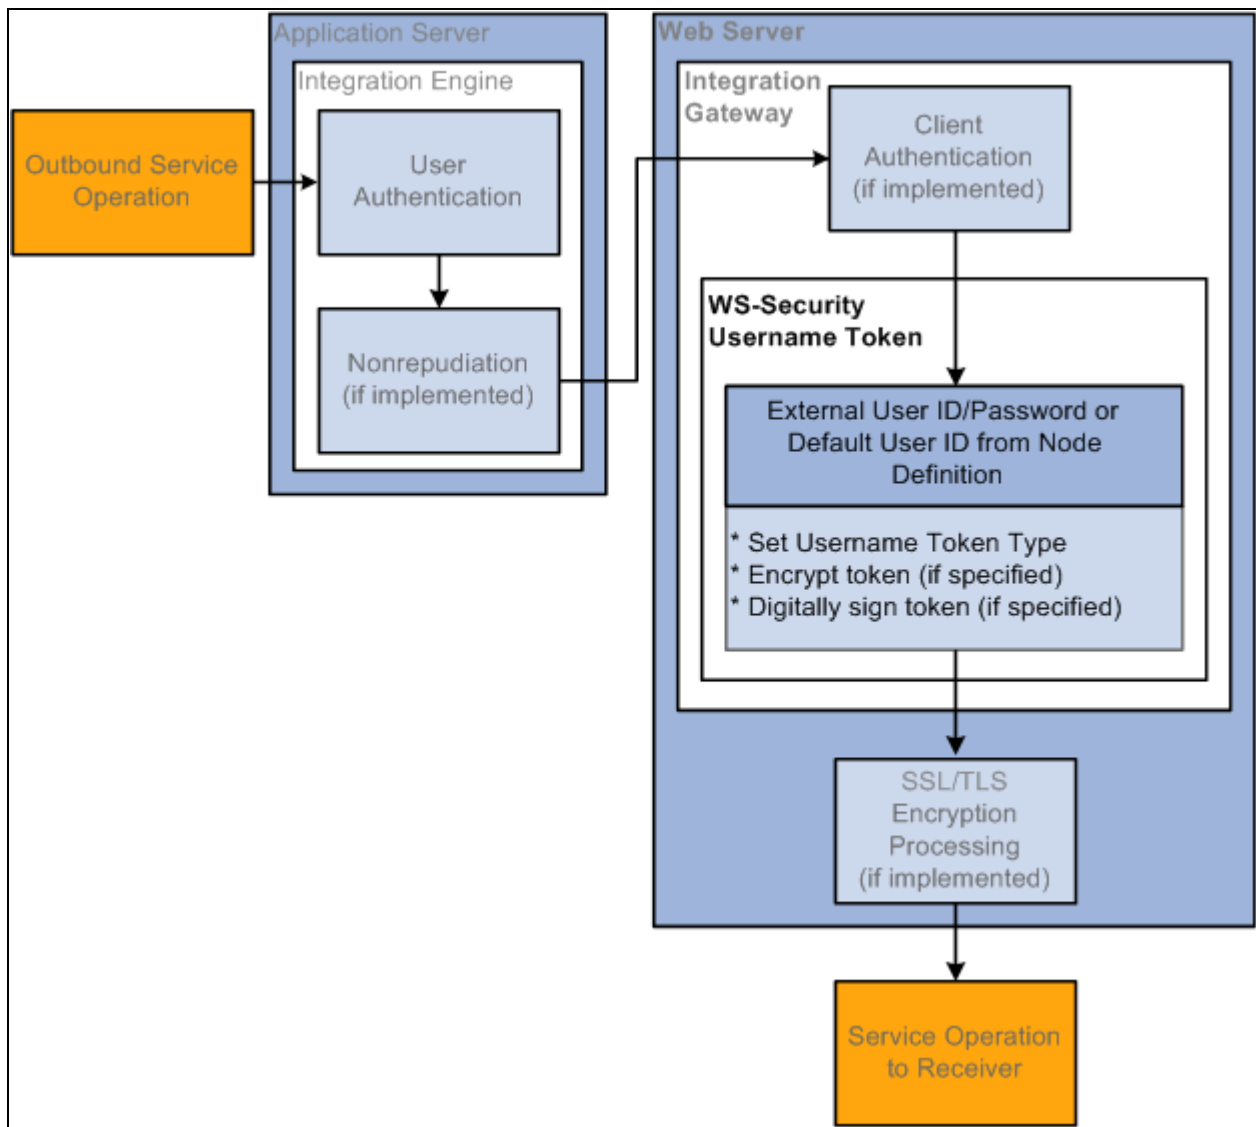 Application Server
Integration Engine
Outbound Service
Operation
User
Authentication
Nonrepudiation
(if implemented)
Web Server
Integration
Gateway
Client
Authentication
(if implemented)
WS-Security
Username Token
External User ID/Password or
Default User ID from Node
Definition
* Set Username Token Type
* Encrypt token (if specified)
* Digitally sign token (if specified)
SSL/TLS
Encryption
Processing
(if implemented)
Service Operation
to Receiver